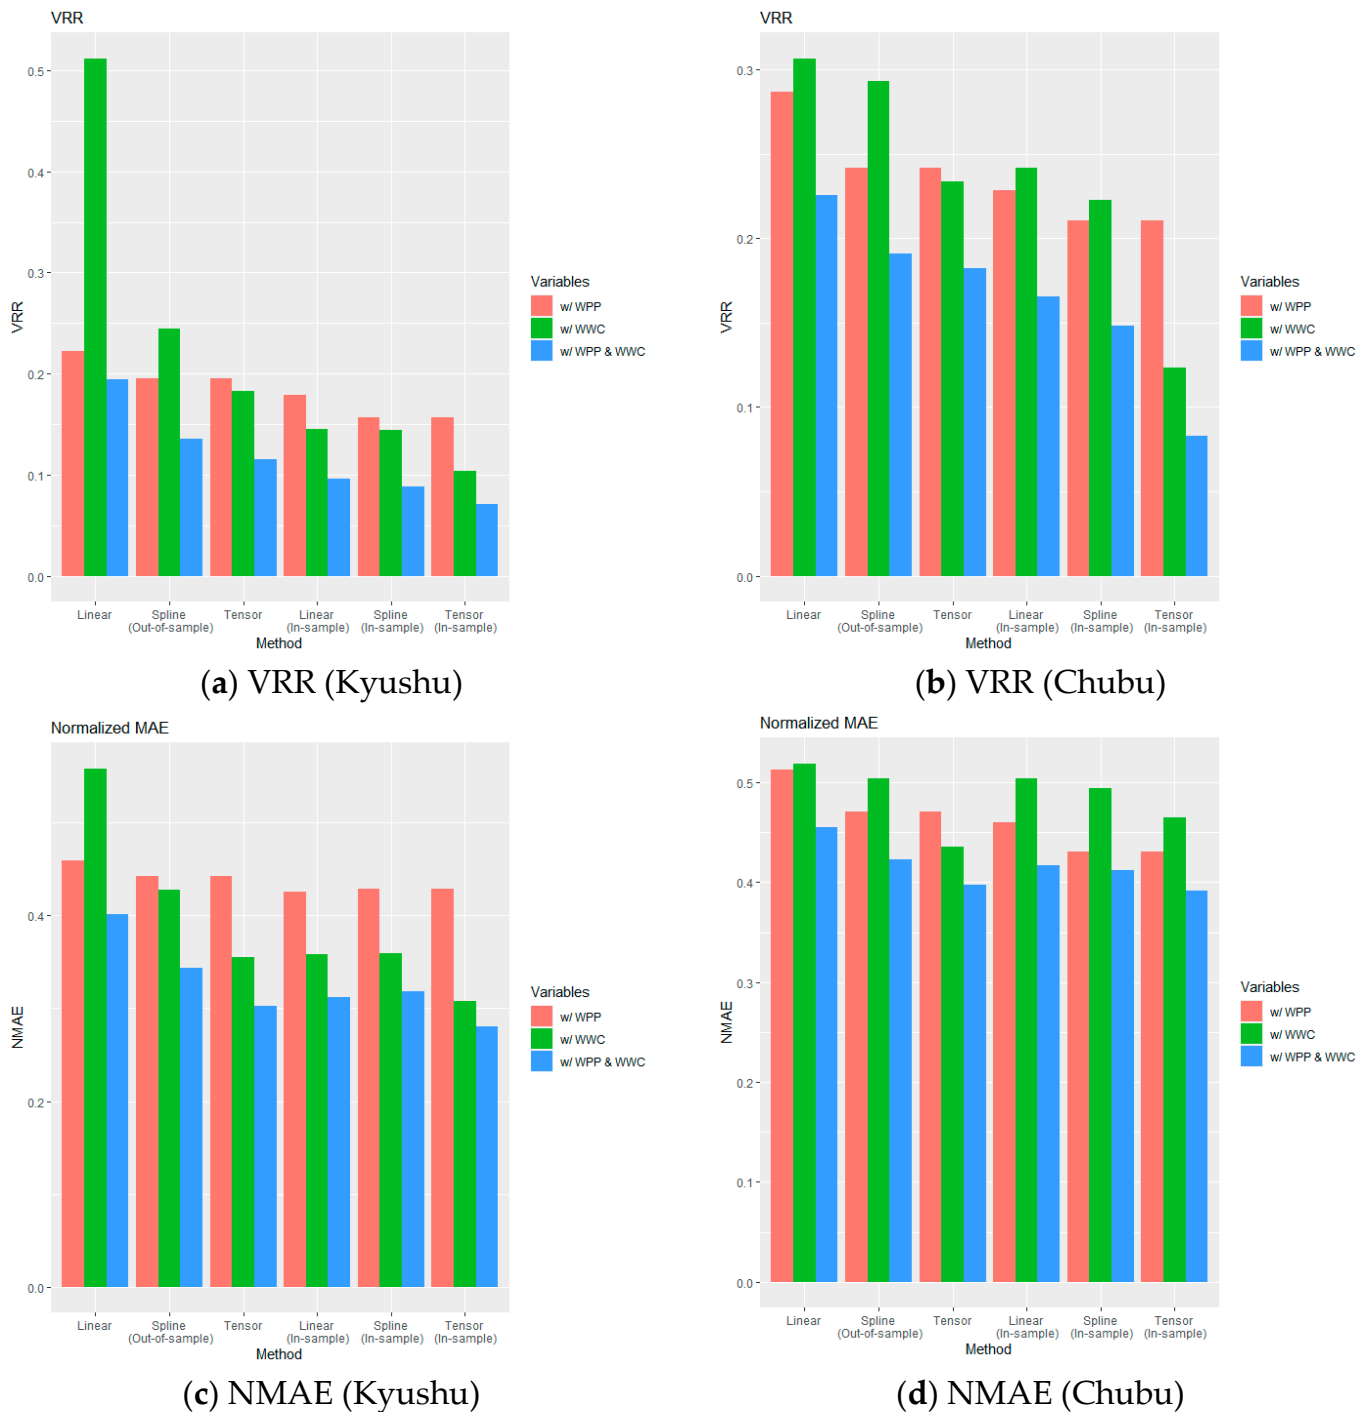 VRR
VRR
0.5
0.4
0.3
0.2
0.1
0.0
Linear
Spline
(Out-of-sample)
Tensor
Linear
(In-sample)
Spline
(In-sample)
Tensor
(In-sample)
Method
Variables
w/ WPP
w/ WWC
w/ WPP & WWC
(a) VRR (Kyushu)
VRR
VRR
0.3
0.2
0.1
0.0
Linear
Spline
(Out-of-sample)
Tensor
Linear
(In-sample)
Spline
(In-sample)
Tensor
(In-sample)
Method
Variables
w/ WPP
w/ WWC
w/ WPP & WWC
(b) VRR (Chubu)
Normalized MAE
NMAE
0.4
0.2
0.0
Linear
Spline
(Out-of-sample)
Tensor
Linear
(In-sample)
Spline
(In-sample)
Tensor
(In-sample)
Method
Variables
w/ WPP
w/ WWC
w/ WPP & WWC
(c) NMAE (Kyushu)
Normalized MAE
NMAE
0.5
0.4
0.3
0.2
0.1
0.0
Linear
Spline
(Out-of-sample)
Tensor
Linear
(In-sample)
Spline
(In-sample)
Tensor
(In-sample)
Method
Variables
w/ WPP
w/ WWC
w/ WPP & WWC
(d) NMAE (Chubu)